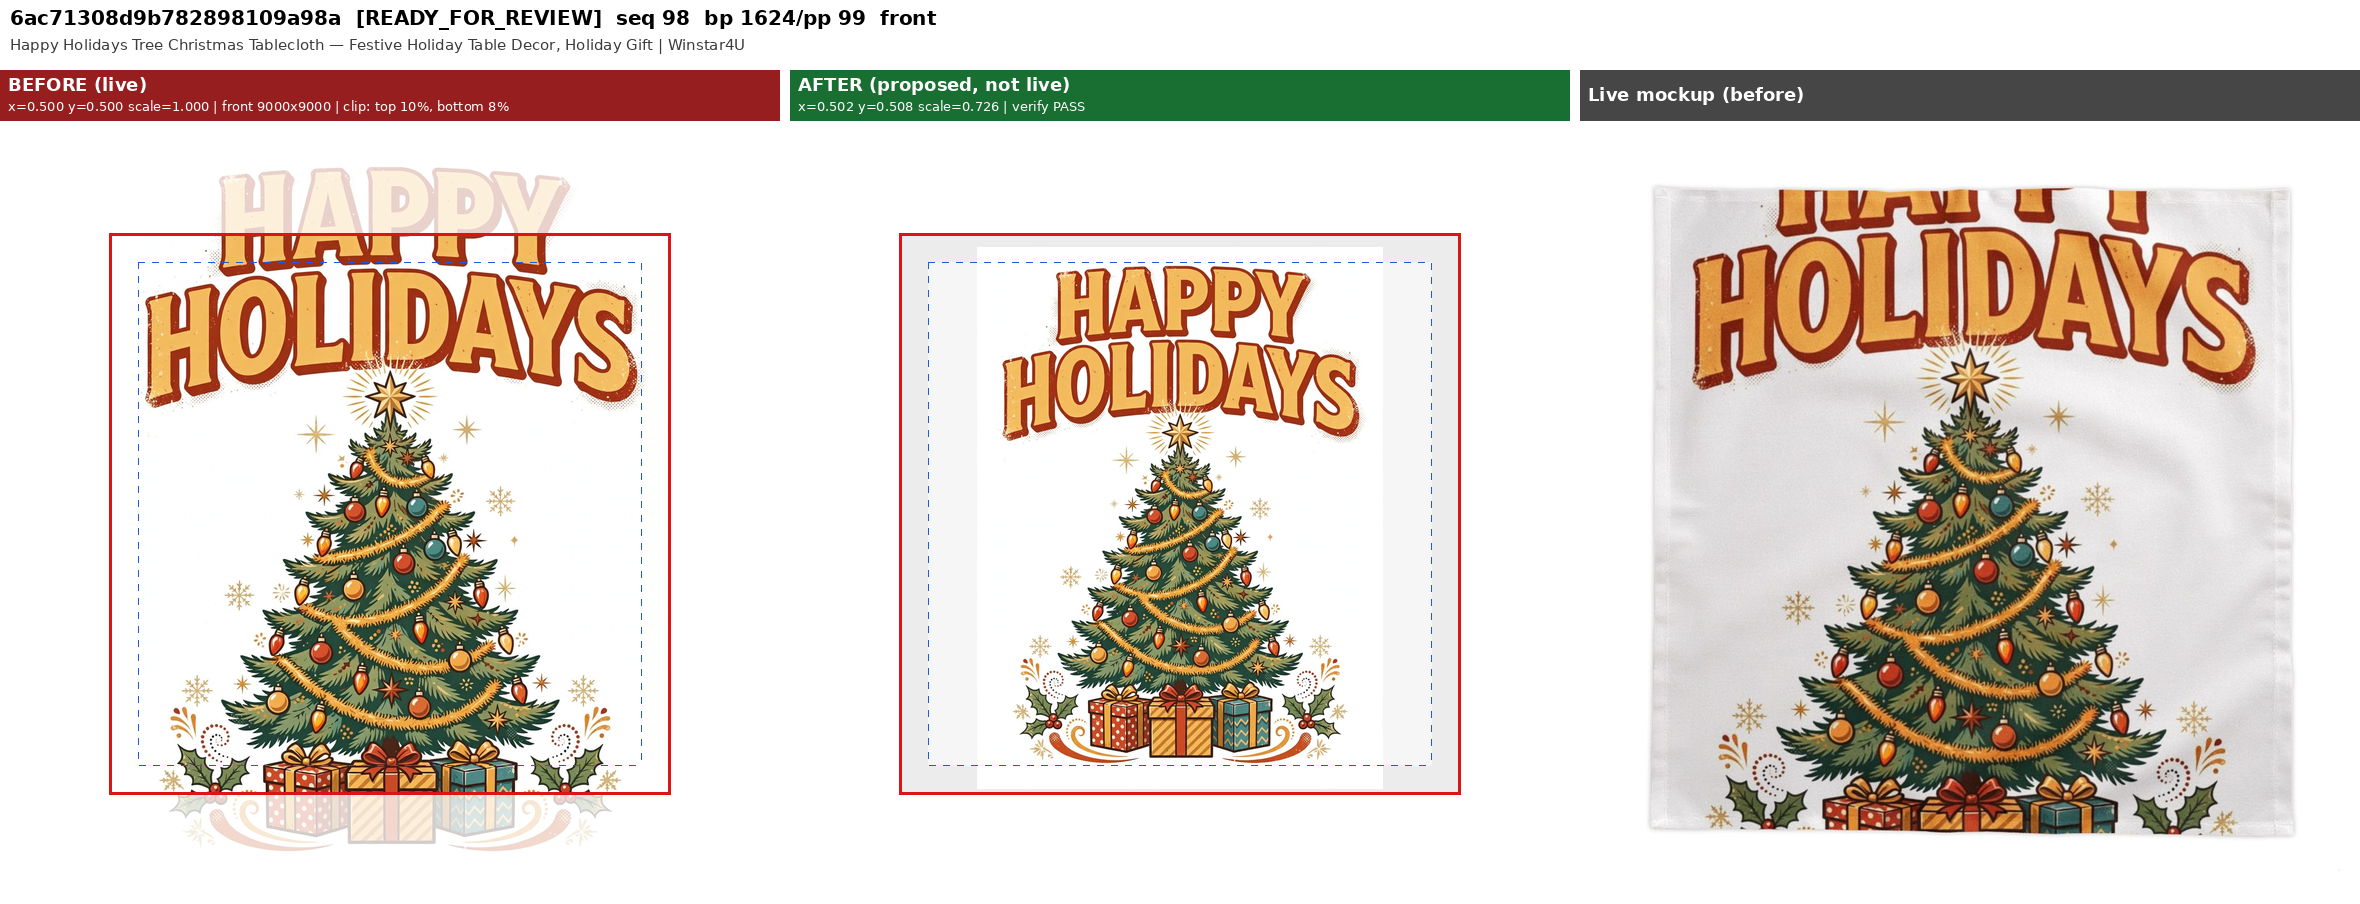 6ac71308d9b782898109a98a [READY_FOR_REVIEW] seq 98 bp 1624/pp 99 front
Happy Holidays Tree Christmas Tablecloth — Festive Holiday Table Decor, Holiday Gift | Winstar4U
BEFORE (live)
x=0.500 y=0.500 scale=1.000 | front 9000x9000 | clip: top 10%, bottom 8%
AFTER (proposed, not live)
x=0.502 y=0.508 scale=0.726 | verify PASS
Live mockup (before)
HAPPY
HOLIDAYS
HAPPY
HOLIDAYS
HAPPY
HOLIDAYS